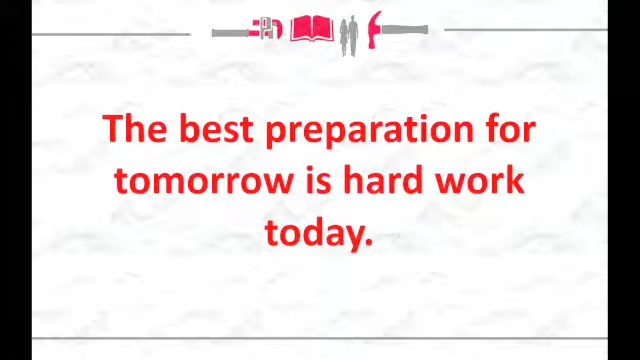 The best preparation for
tomorrow is hard work
today.